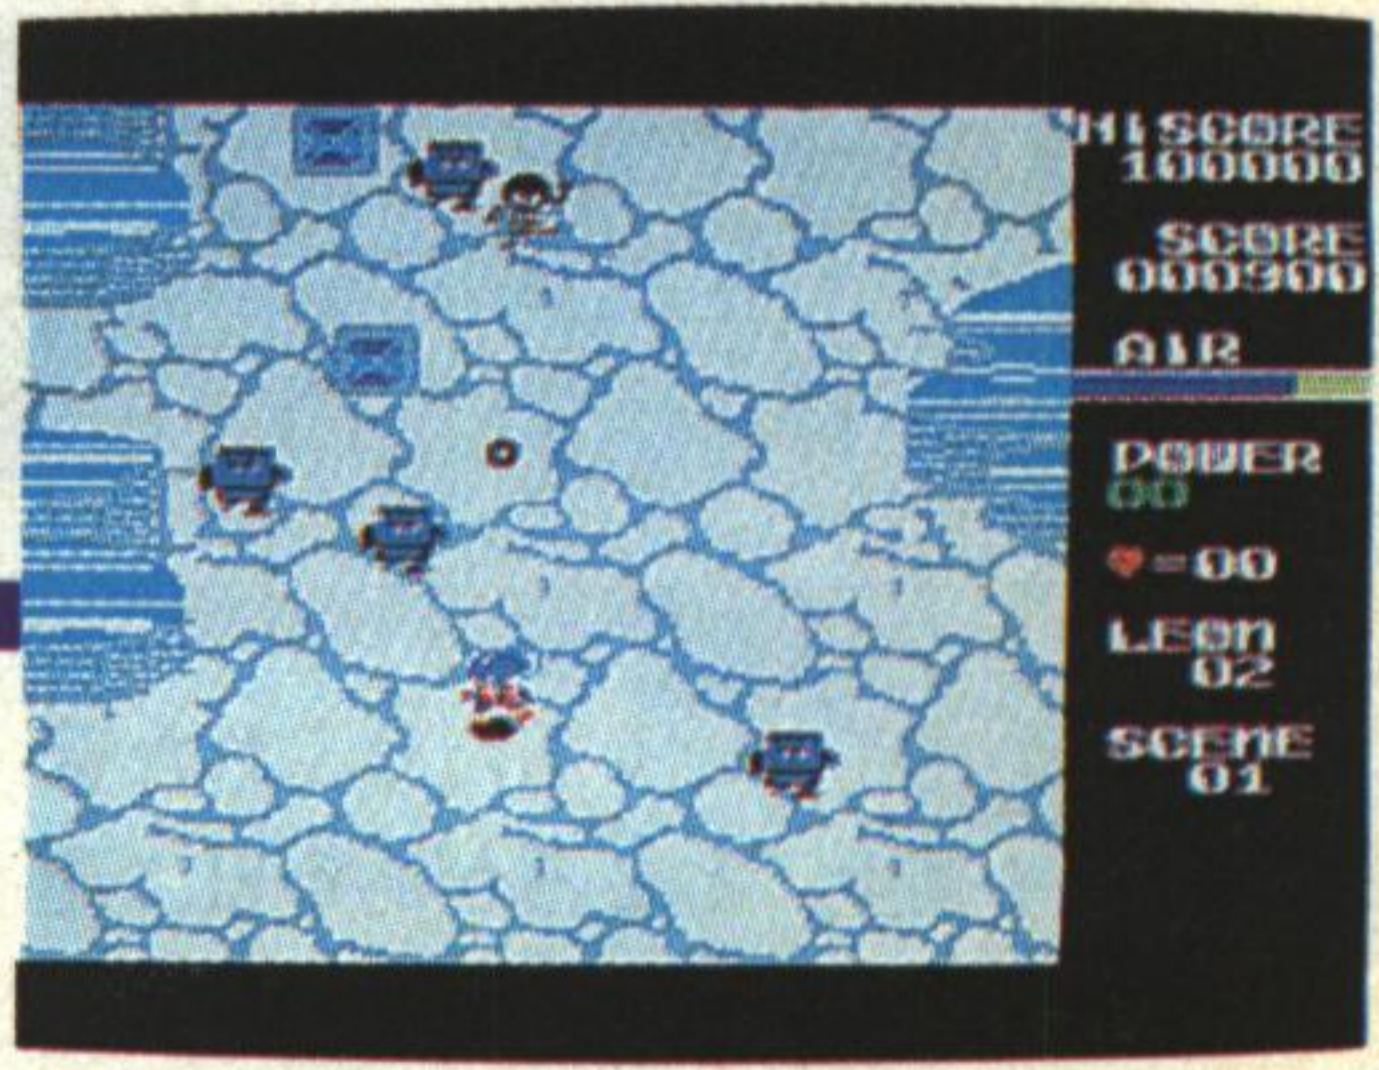 HISCORE
100000
SCORE
000900
AIR
POWER
00
♥=00
LEON
02
SCENE
01